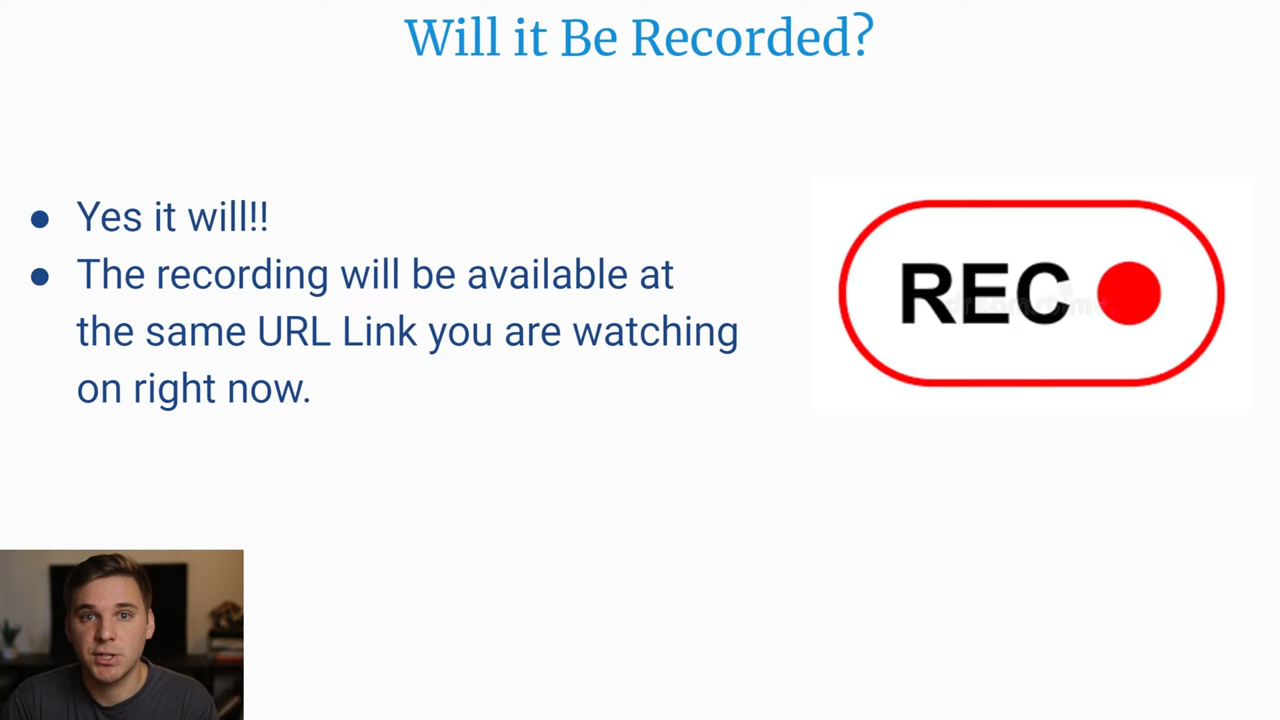 Will it Be Recorded?
● Yes it will!!
● The recording will be available at
the same URL Link you are watching
on right now.
REC